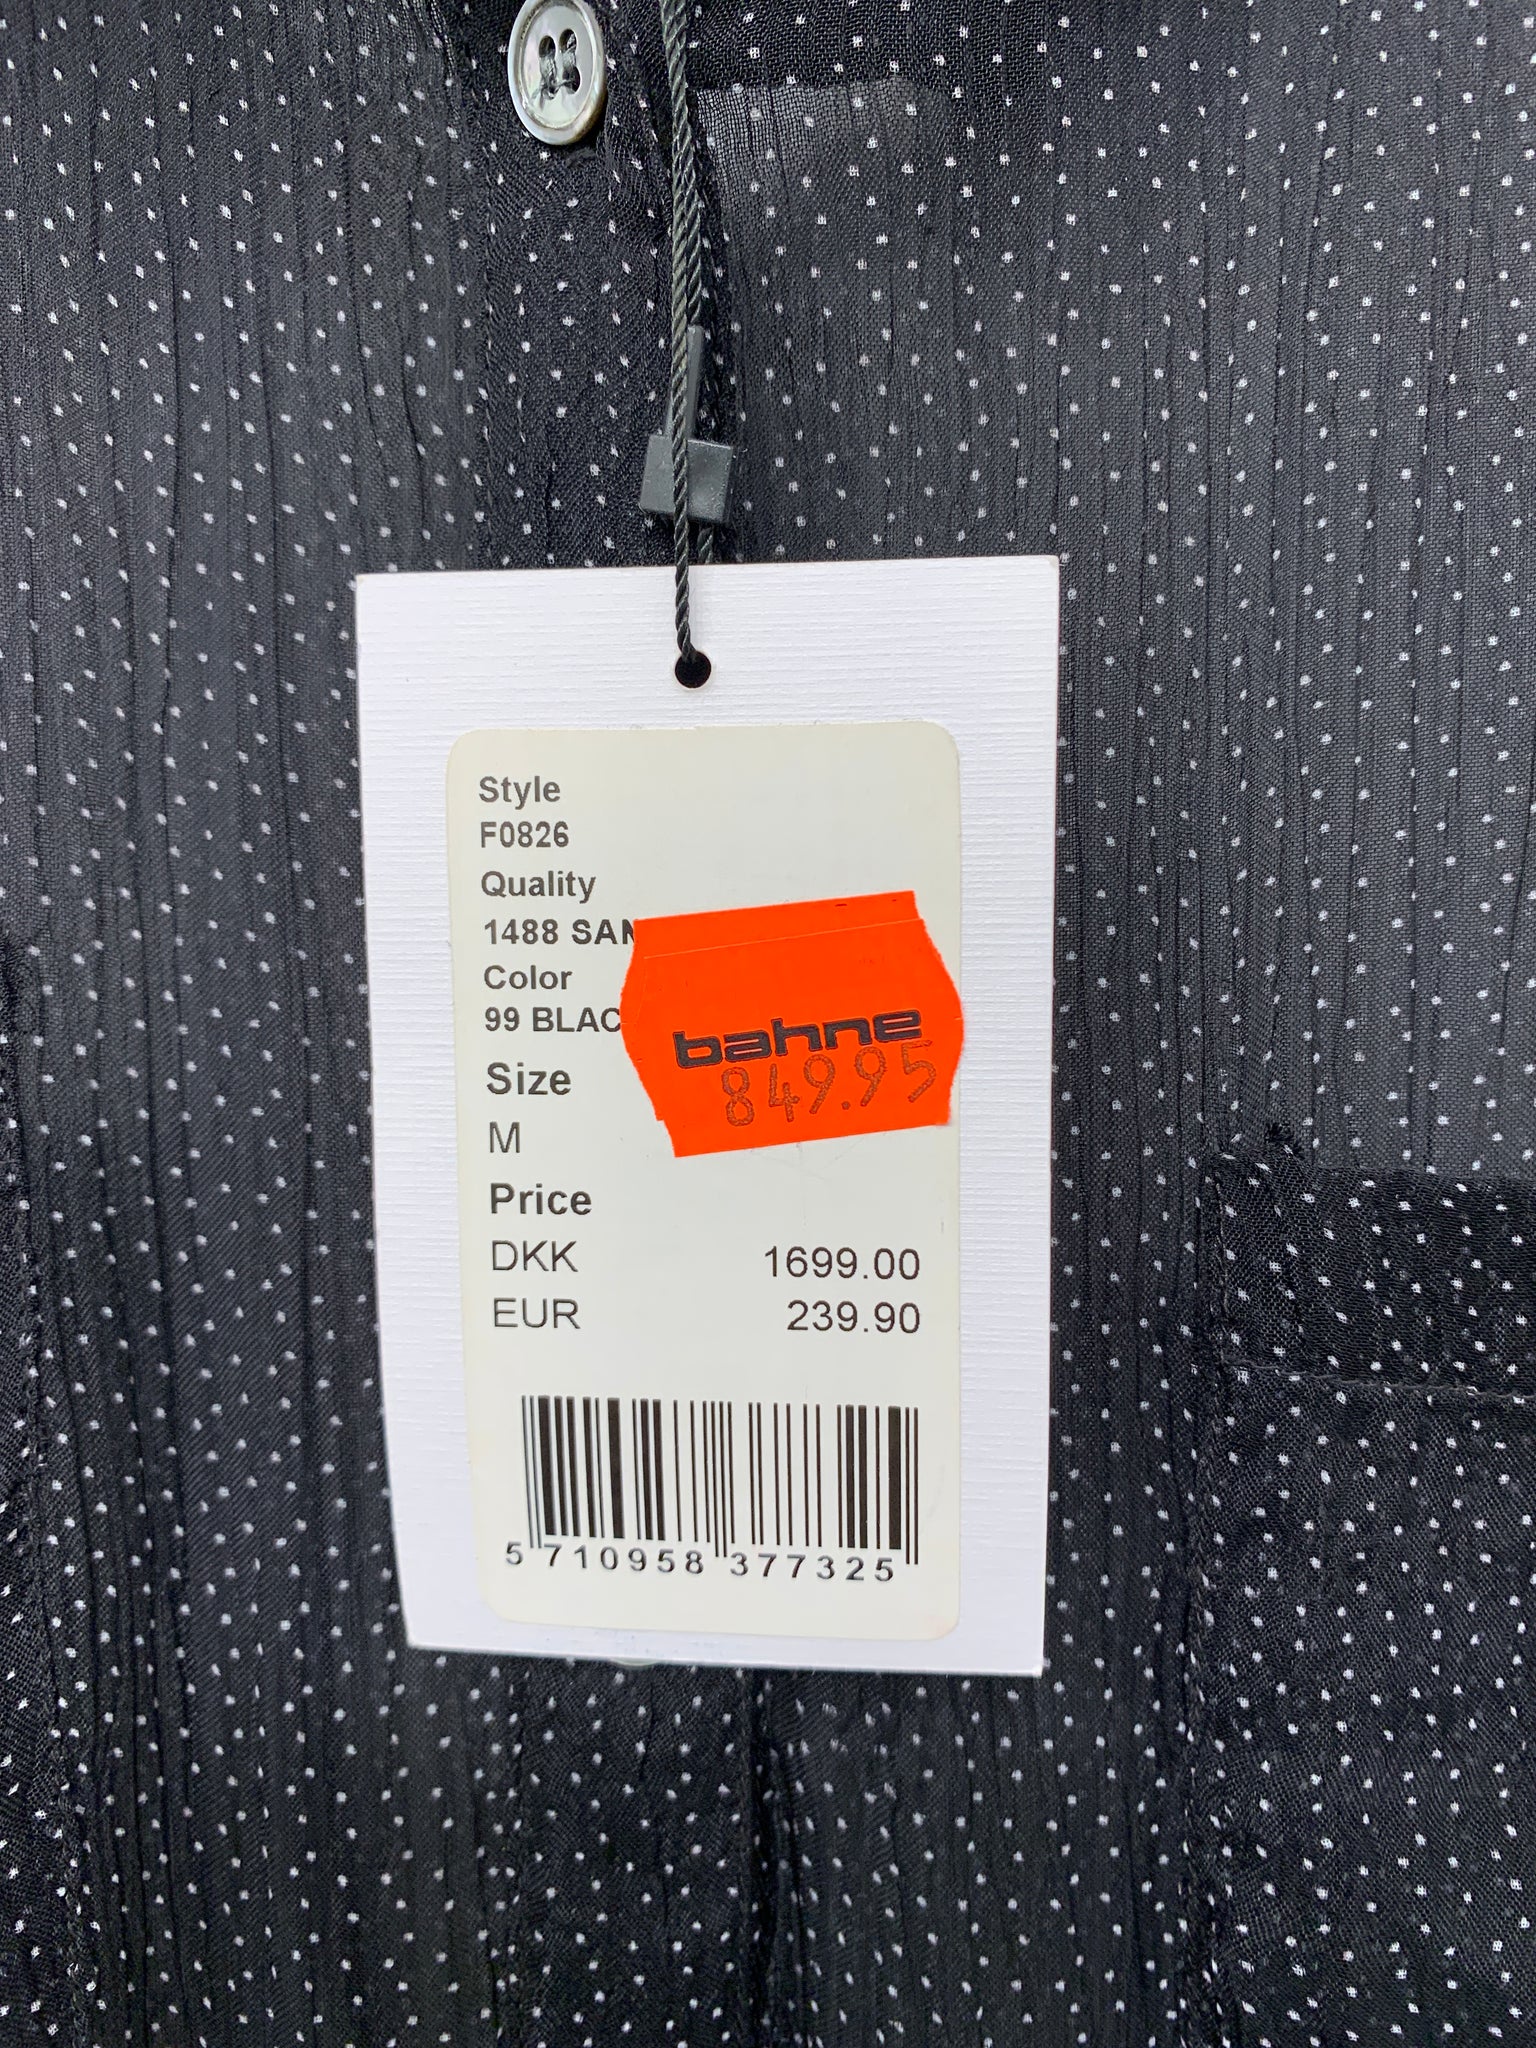 Style
F0826
Quality
1488 SAN
Color
99 BLAC
bahne
849.95
Size
M
Price
DKK 1699.00
EUR 239.90
5 710958 377325